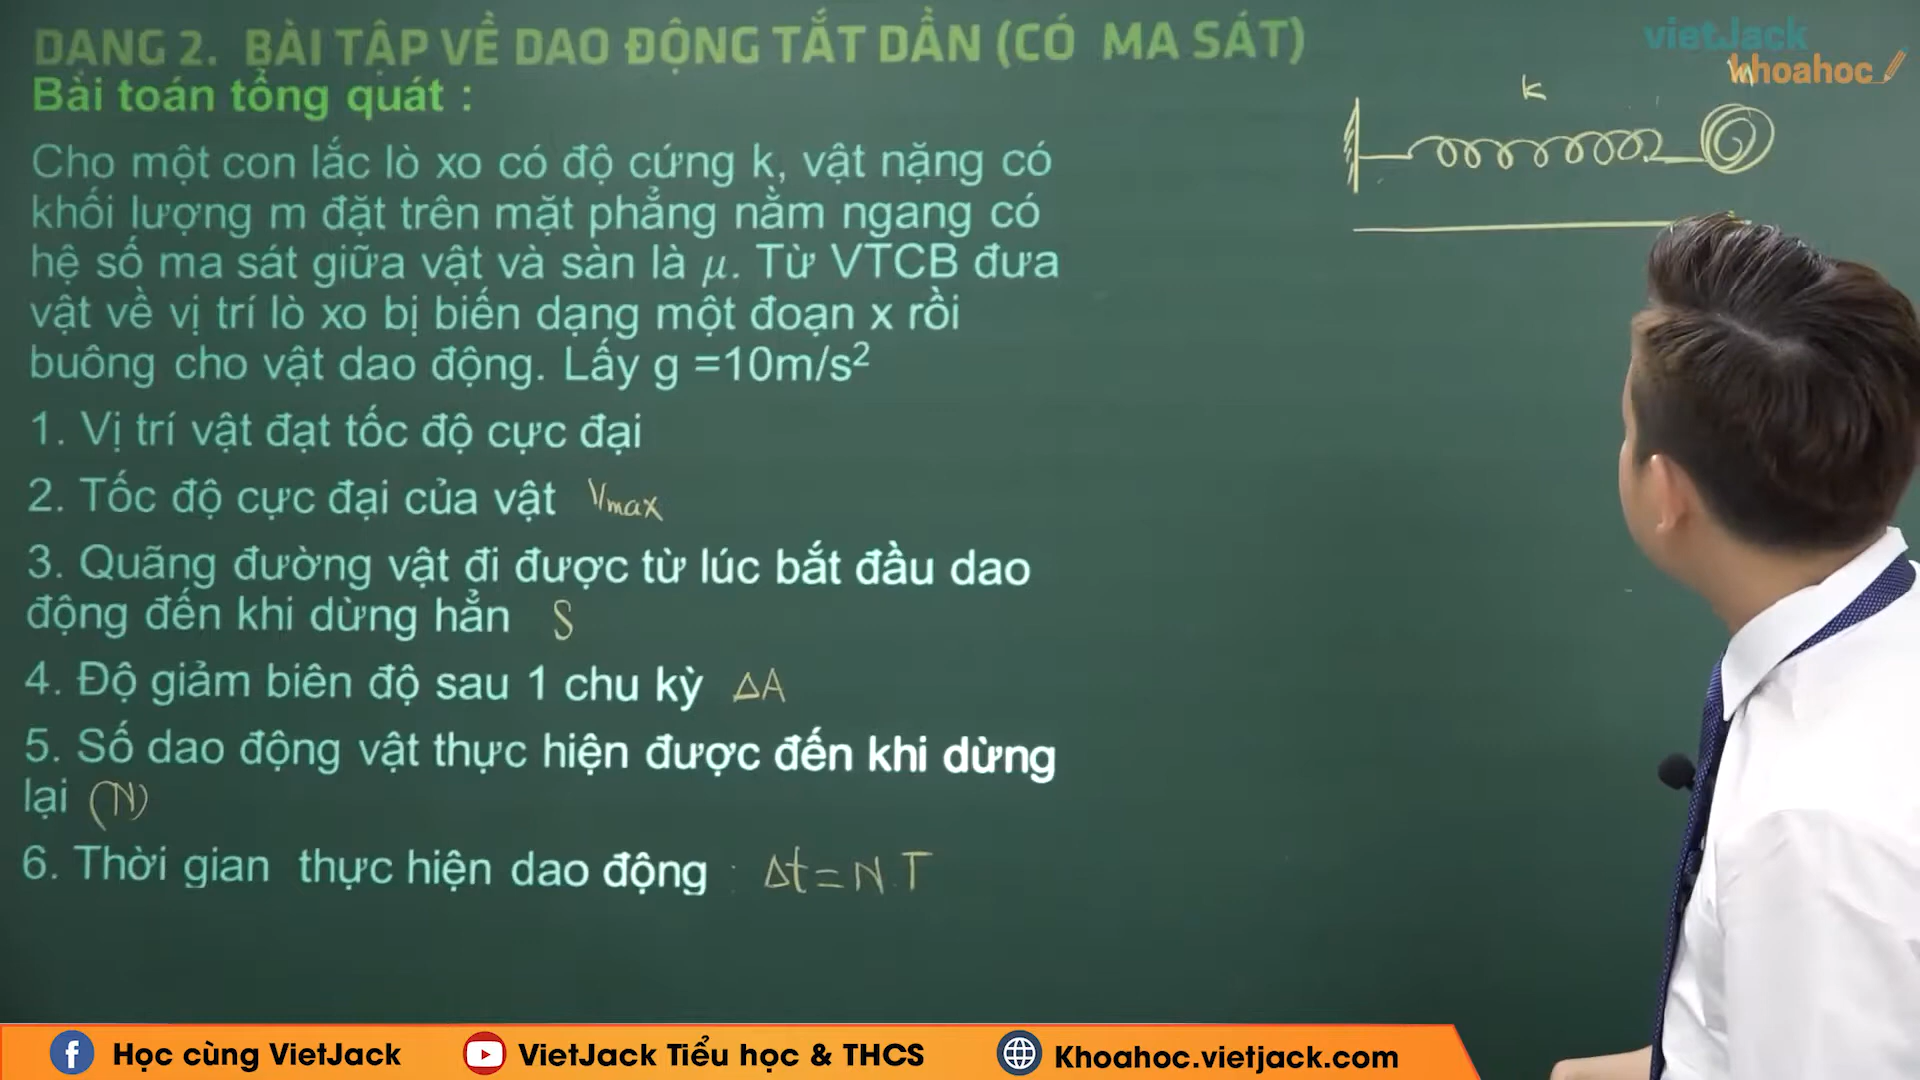 DẠNG 2. BÀI TẬP VỀ DAO ĐỘNG TẮT DẦN (CÓ MA SÁT)
vietJack
khoahoc
Bài toán tổng quát :
k
Cho một con lắc lò xo có độ cứng k, vật nặng có
khối lượng m đặt trên mặt phẳng nằm ngang có
hệ số ma sát giữa vật và sàn là μ. Từ VTCB đưa
vật về vị trí lò xo bị biến dạng một đoạn x rồi
buông cho vật dao động. Lấy g =10m/s²
1. Vị trí vật đạt tốc độ cực đại
2. Tốc độ cực đại của vật Vmax
3. Quãng đường vật đi được từ lúc bắt đầu dao
động đến khi dừng hẳn S
4. Độ giảm biên độ sau 1 chu kỳ ΔA
5. Số dao động vật thực hiện được đến khi dừng
lại (N)
6. Thời gian thực hiện dao động : Δt = N.T
Học cùng VietJack
VietJack Tiểu học & THCS
Khoahoc.vietjack.com